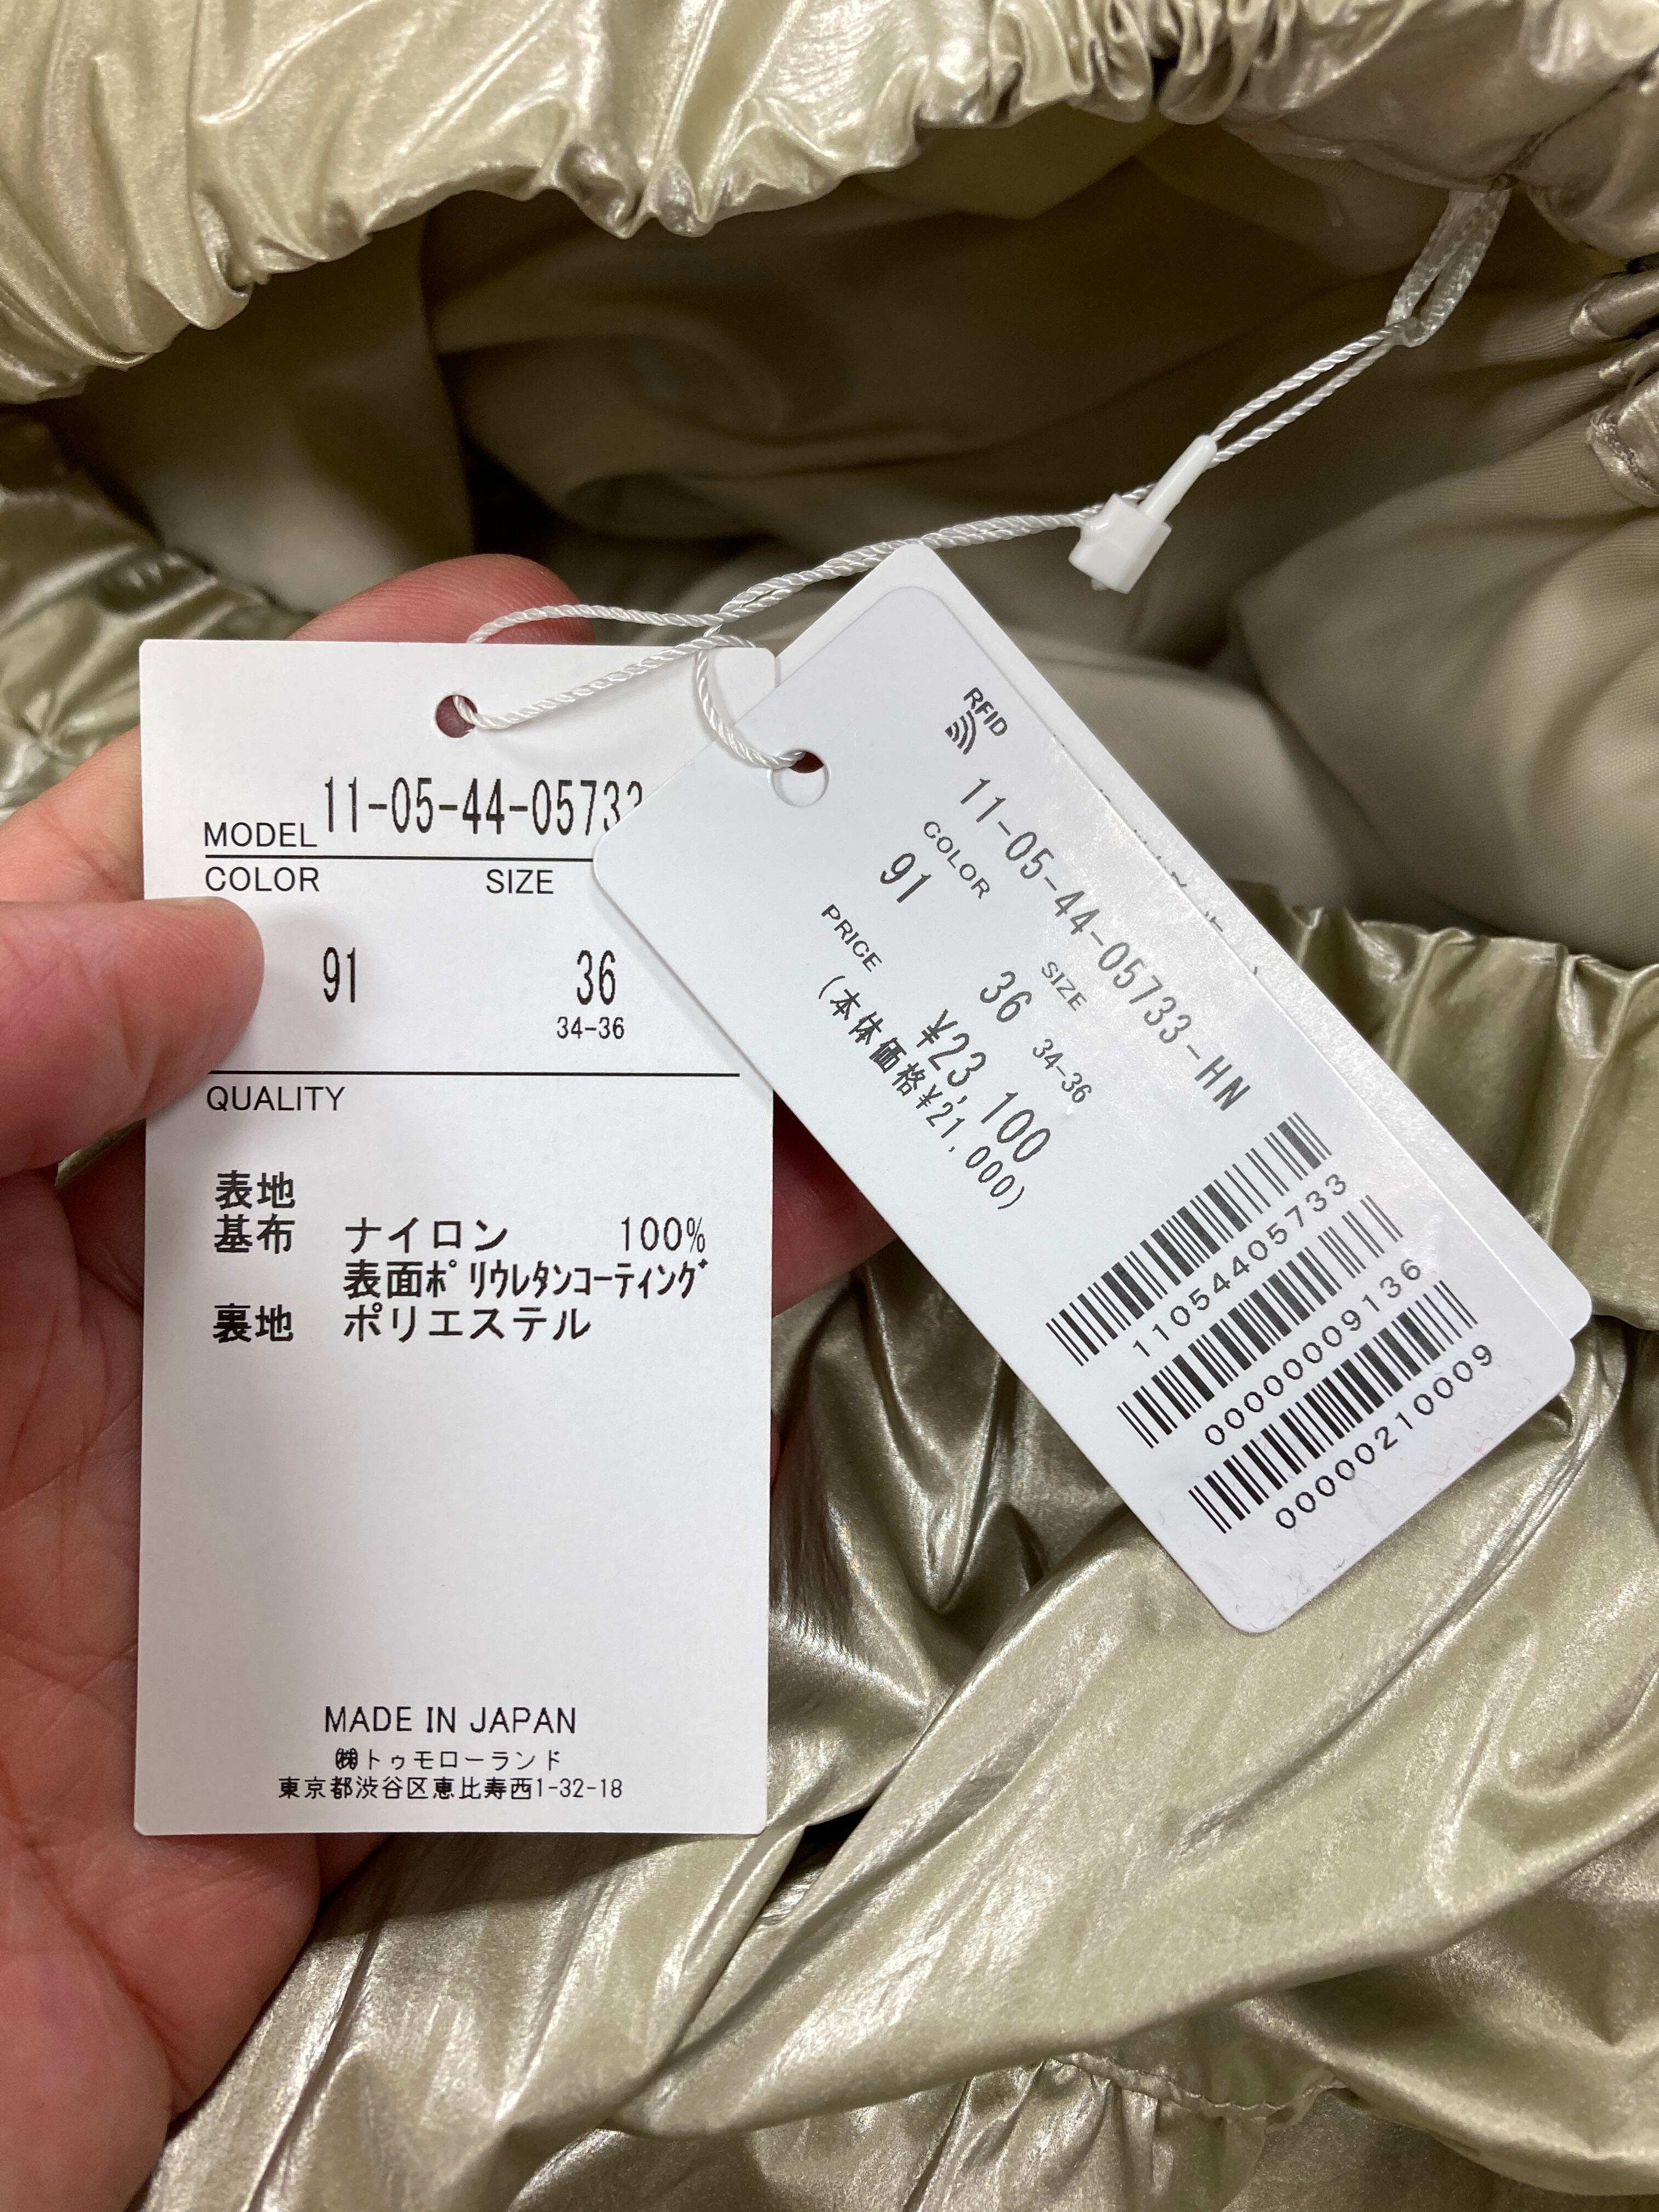 MODEL 11-05-44-05733
COLOR SIZE
91 36
34-36
QUALITY
表地
基布 ナイロン 100%
表面ポリウレタンコーティング
裏地 ポリエステル
MADE IN JAPAN
㈱トゥモローランド
東京都渋谷区恵比寿西1-32-18
RFID
11-05-44-05733-HN
COLOR SIZE
91 36 34-36
PRICE ¥23,100
(本体価格¥21,000)
1105440573​3
0000009136
0000210009